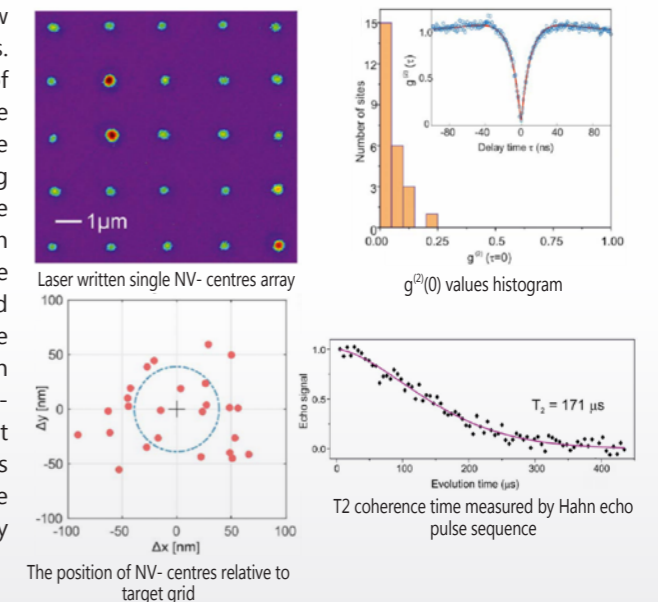 w
s.
of
e
e
g
e
n
e
d
e
n
-
t
s
e
y
1μm
Laser written single NV- centres array
Number of sites
15
12
9
6
3
0
0.00
0.25
0.50
0.75
1.00
g⁽²⁾ (τ=0)
g⁽²⁾ (τ)
1.0
0.5
0
-80
-40
0
40
80
Delay time τ (ns)
g⁽²⁾(0) values histogram
Δy [nm]
100
50
0
-50
-100
-100
-50
0
50
100
Δx [nm]
The position of NV- centres relative to
target grid
Echo signal
1.0
0.5
0.0
0
100
200
300
400
T₂ = 171 μs
Evolution time (μs)
T2 coherence time measured by Hahn echo
pulse sequence